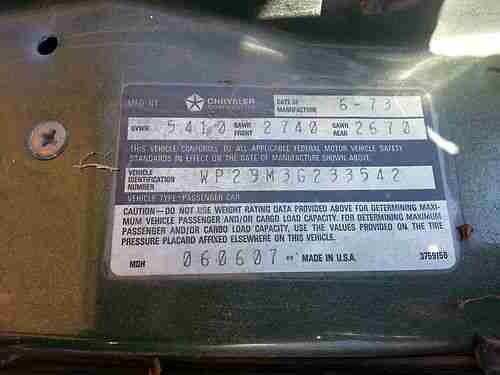 MFD BY CHRYSLER CORPORATION DATE OF MANUFACTURE 6-73
GVWR 5410 GAWR FRONT 2740 GAWR REAR 2670
THIS VEHICLE CONFORMS TO ALL APPLICABLE FEDERAL MOTOR VEHICLE SAFETY
STANDARDS IN EFFECT ON THE DATE OF MANUFACTURE SHOWN ABOVE.
VEHICLE IDENTIFICATION NUMBER WP29M3G233542
VEHICLE TYPE: PASSENGER CAR
CAUTION—DO NOT USE WEIGHT RATING DATA PROVIDED ABOVE FOR DETERMINING MAXI-
MUM VEHICLE PASSENGER AND/OR CARGO LOAD CAPACITY. FOR DETERMINING MAXIMUM
PASSENGER AND/OR CARGO LOAD CAPACITY, USE THE VALUES PROVIDED ON THE TIRE
PRESSURE PLACARD AFFIXED ELSEWHERE ON THIS VEHICLE.
MDH 060607 MADE IN U.S.A. 3759156